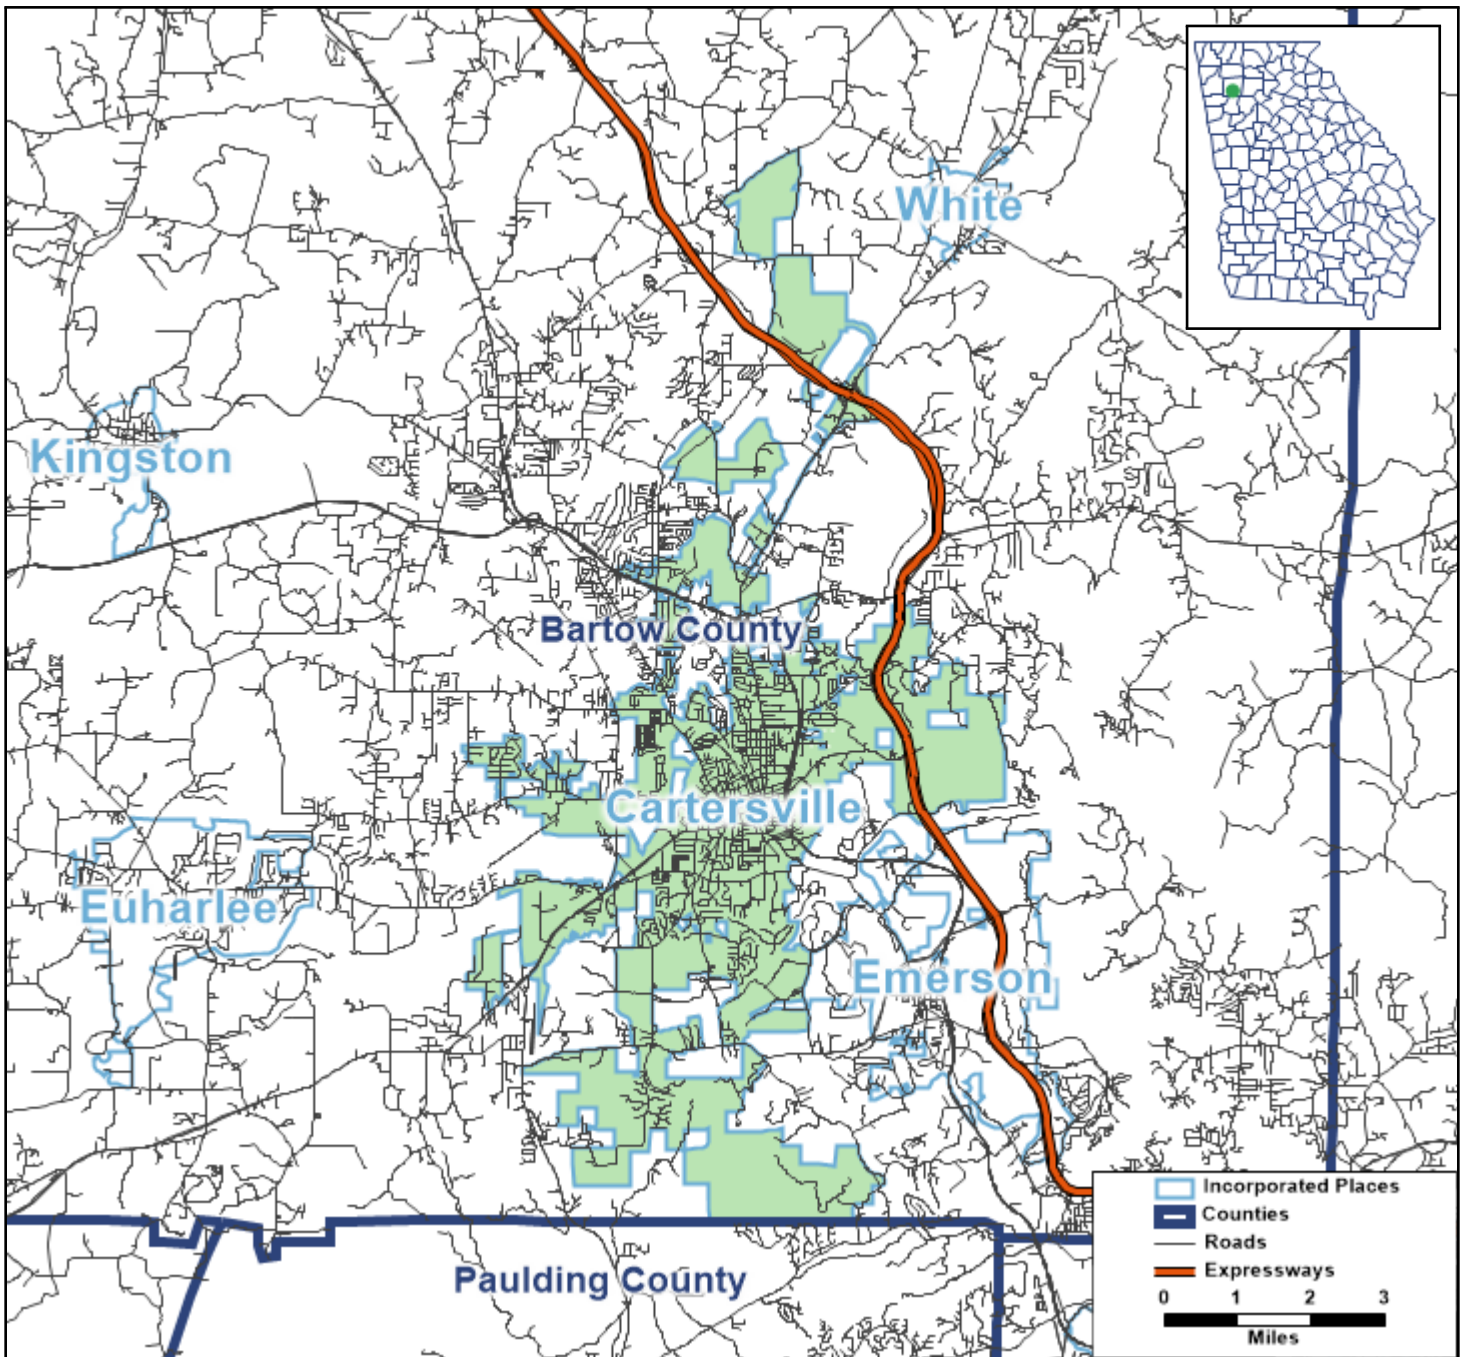 White
Kingston
Bartow County
Cartersville
Euharlee
Emerson
Paulding County
Incorporated Places
Counties
Roads
Expressways
0 1 2 3
Miles